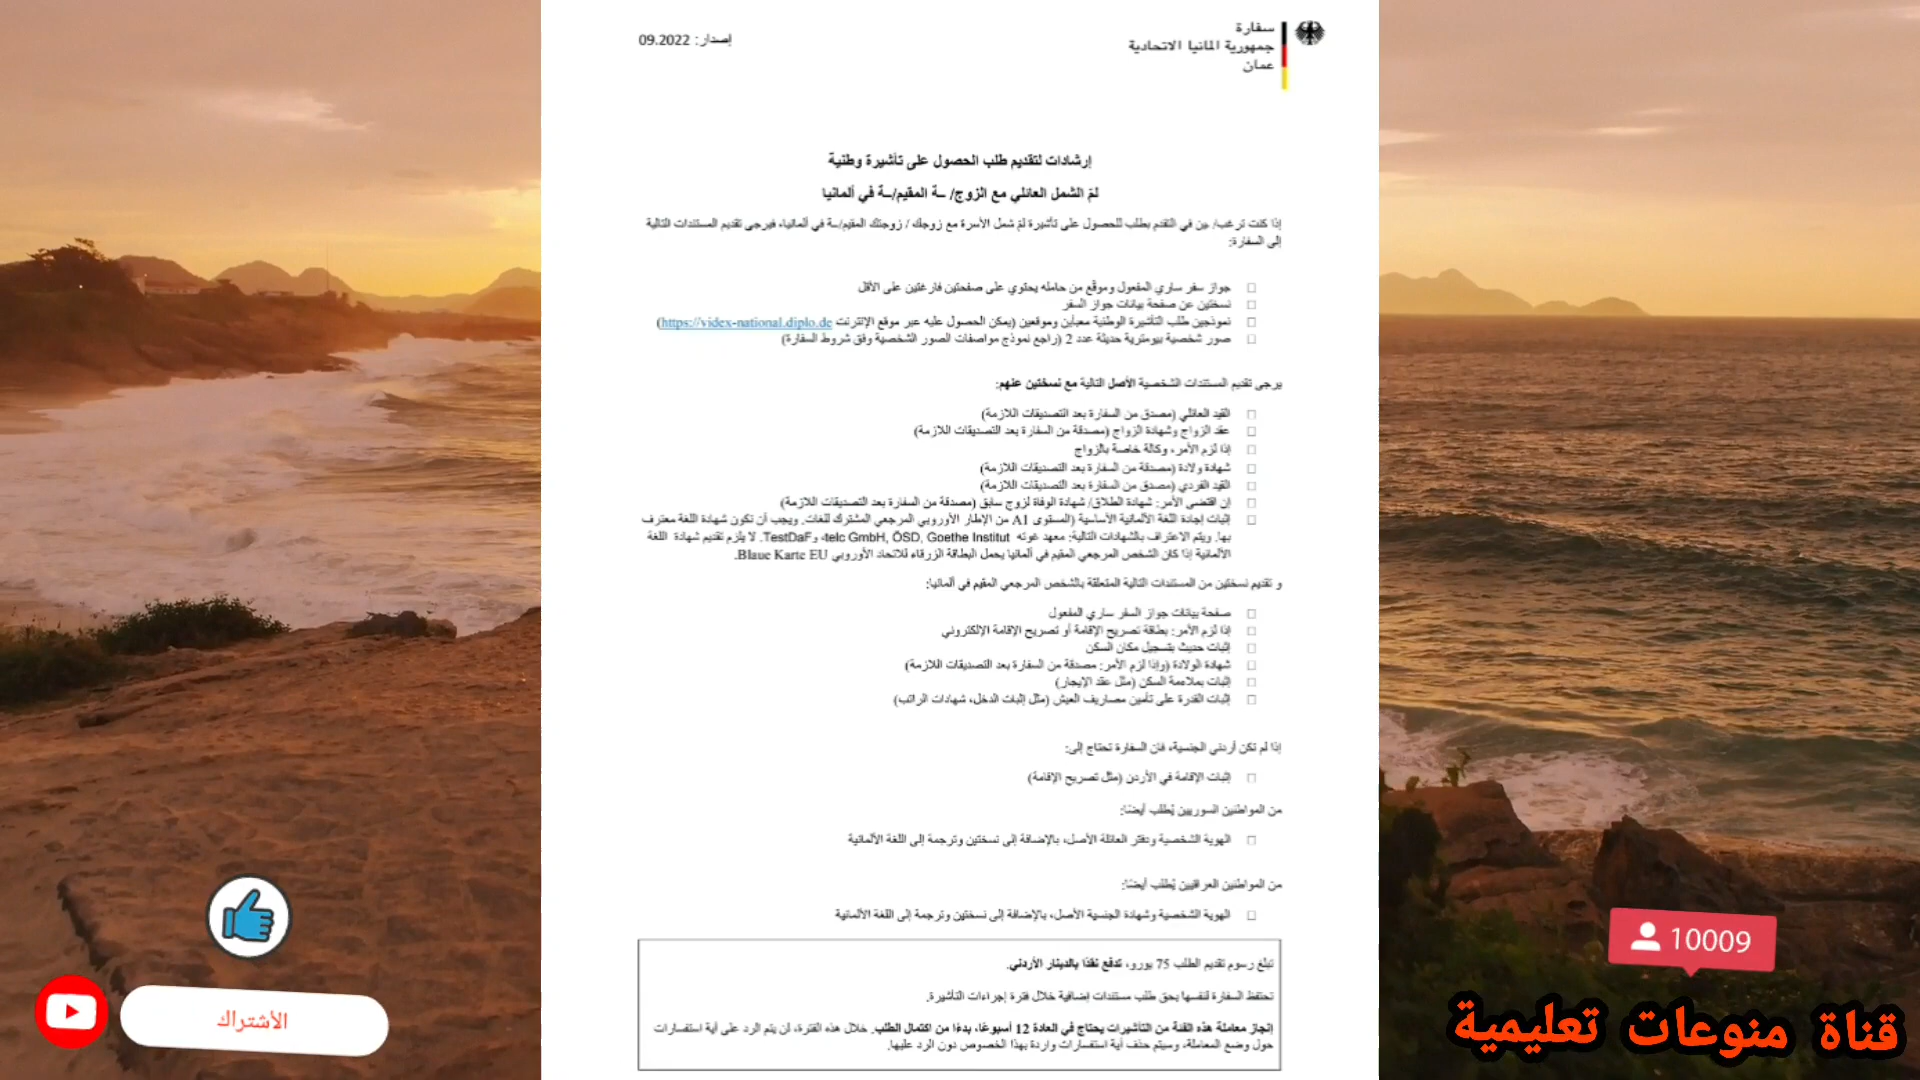 سفارة
جمهورية المانيا الاتحادية
عمان
إصدار: 09.2022
إرشادات لتقديم طلب الحصول على تأشيرة وطنية
لمّ الشمل العائلي مع الزوج/ ـة المقيم/ـة في ألمانيا
إذا كنت ترغب/ ين في التقدم بطلب للحصول على تأشيرة لمّ شمل الأسرة مع زوجك / زوجتك المقيم/ـة في ألمانيا، فيرجى تقديم المستندات التالية
إلى السفارة:
□ جواز سفر ساري المفعول وموقّع من حامله يحتوي على صفحتين فارغتين على الأقل
□ نسختين عن صفحة بيانات جواز السفر
□ نموذجين طلب التأشيرة الوطنية معبأين وموقعين (يمكن الحصول عليه عبر موقع الإنترنت https://videx-national.diplo.de)
□ صور شخصية بيومترية حديثة عدد 2 (راجع نموذج مواصفات الصور الشخصية وفق شروط السفارة)
يرجى تقديم المستندات الشخصية الأصل التالية مع نسختين عنهم:
□ القيد العائلي (مصدق من السفارة بعد التصديقات اللازمة)
□ عقد الزواج وشهادة الزواج (مصدقة من السفارة بعد التصديقات اللازمة)
□ إذا لزم الأمر، وكالة خاصة بالزواج
□ شهادة ولادة (مصدقة من السفارة بعد التصديقات اللازمة)
□ القيد الفردي (مصدق من السفارة بعد التصديقات اللازمة)
□ إن اقتضى الأمر: شهادة الطلاق/ شهادة الوفاة لزوج سابق (مصدقة من السفارة بعد التصديقات اللازمة)
□ إثبات إجادة اللغة الألمانية الأساسية (المستوى A1 من الإطار الأوروبي المرجعي المشترك للغات. ويجب أن تكون شهادة اللغة معترف
بها. ويتم الاعتراف بالشهادات التالية: معهد غوته telc GmbH, ÖSD, Goethe Institut، وTestDaF. لا يلزم تقديم شهادة اللغة
الألمانية إذا كان الشخص المرجعي المقيم في ألمانيا يحمل البطاقة الزرقاء للاتحاد الأوروبي Blaue Karte EU.
و تقديم نسختين من المستندات التالية المتعلقة بالشخص المرجعي المقيم في ألمانيا:
□ صفحة بيانات جواز السفر ساري المفعول
□ إذا لزم الأمر: بطاقة تصريح الإقامة أو تصريح الإقامة الإلكتروني
□ إثبات حديث بتسجيل مكان السكن
□ شهادة الولادة (وإذا لزم الأمر: مصدقة من السفارة بعد التصديقات اللازمة)
□ إثبات بملاءمة السكن (مثل عقد الإيجار)
□ إثبات القدرة على تأمين مصاريف العيش (مثل إثبات الدخل، شهادات الراتب)
إذا لم تكن أردني الجنسية، فان السفارة تحتاج إلى:
□ إثبات الإقامة في الأردن (مثل تصريح الإقامة)
من المواطنين السوريين يُطلب أيضًا:
□ الهوية الشخصية ودفتر العائلة الأصل، بالإضافة إلى نسختين وترجمة إلى اللغة الألمانية
من المواطنين العراقيين يُطلب أيضًا:
□ الهوية الشخصية وشهادة الجنسية الأصل، بالإضافة إلى نسختين وترجمة إلى اللغة الألمانية
تبلغ رسوم تقديم الطلب 75 يورو، تدفع نقدًا بالدينار الأردني.
تحتفظ السفارة لنفسها بحق طلب مستندات إضافية خلال فترة إجراءات التأشيرة.
إنجاز معاملة هذه الفئة من التأشيرات يحتاج في العادة 12 أسبوعًا، بدءًا من اكتمال الطلب. خلال هذه الفترة، لن يتم الرد على أية استفسارات
حول وضع المعاملة، وسيتم حذف أية استفسارات واردة بهذا الخصوص دون الرد عليها.
10009
الأشتراك
قناة منوعات تعليمية